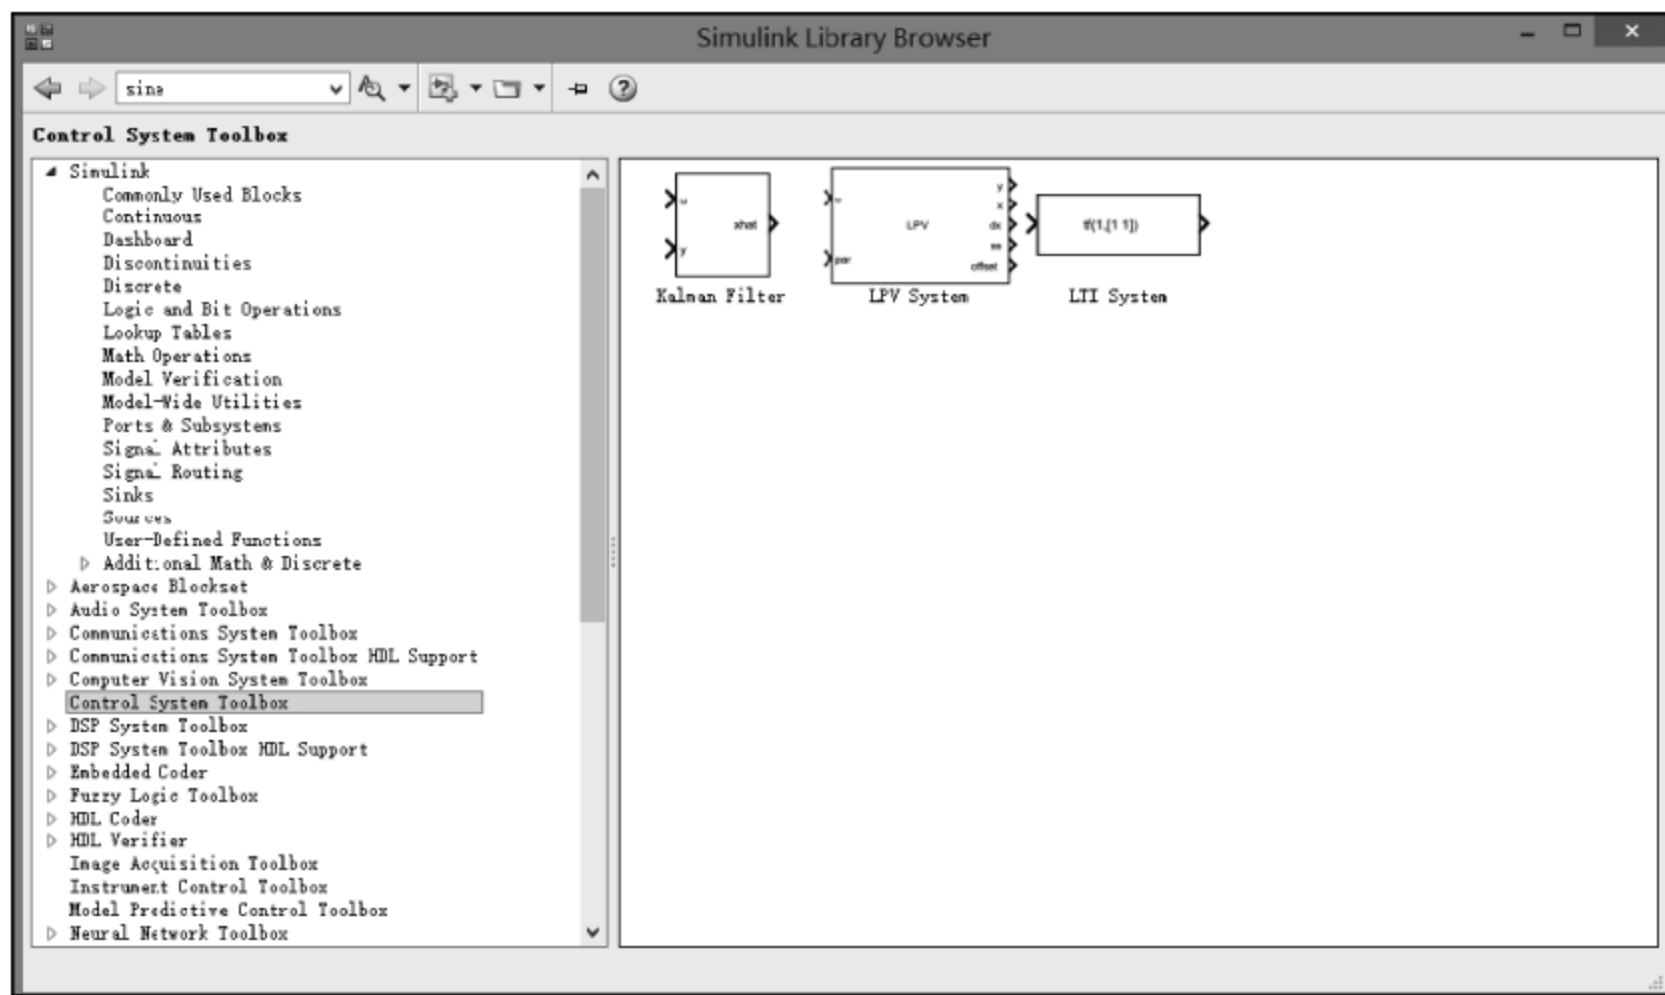 Simulink Library Browser
sine
Control System Toolbox
Simulink
Commonly Used Blocks
Continuous
Dashboard
Discontinuities
Discrete
Logic and Bit Operations
Lookup Tables
Math Operations
Model Verification
Model-Wide Utilities
Ports & Subsystems
Signal Attributes
Signal Routing
Sinks
Sources
User-Defined Functions
Additional Math & Discrete
Aerospace Blockset
Audio System Toolbox
Communications System Toolbox
Communications System Toolbox HDL Support
Computer Vision System Toolbox
Control System Toolbox
DSP System Toolbox
DSP System Toolbox HDL Support
Embedded Coder
Fuzzy Logic Toolbox
HDL Coder
HDL Verifier
Image Acquisition Toolbox
Instrument Control Toolbox
Model Predictive Control Toolbox
Neural Network Toolbox
u
xhat
y
Kalman Filter
u
par
LPV
y
x
dx
offset
LPV System
tf(1,[1 1])
LTI System